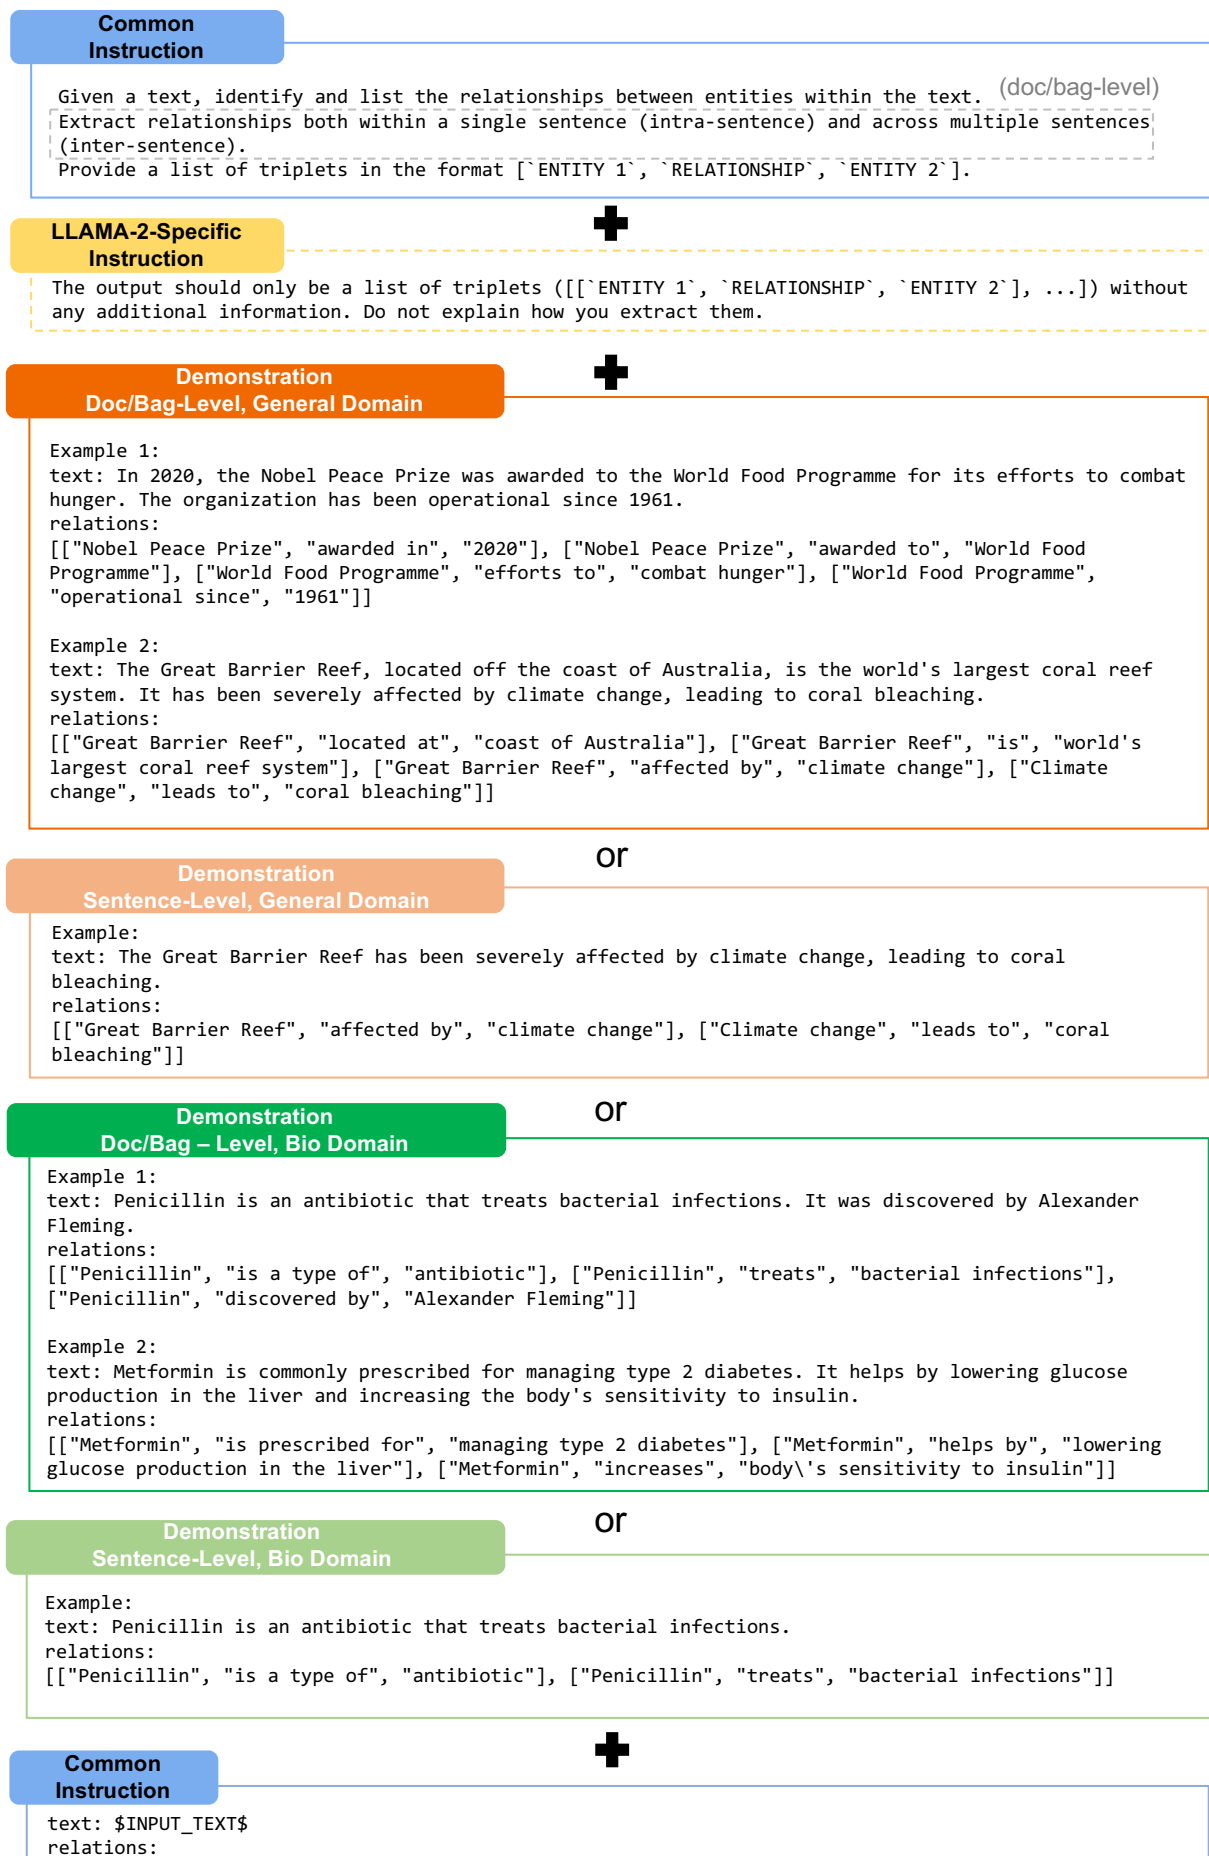 Common
Instruction
Given a text, identify and list the relationships between entities within the text. (doc/bag-level)
Extract relationships both within a single sentence (intra-sentence) and across multiple sentences
(inter-sentence).
Provide a list of triplets in the format [`ENTITY 1`, `RELATIONSHIP`, `ENTITY 2`].
LLAMA-2-Specific
Instruction
The output should only be a list of triplets ([[`ENTITY 1`, `RELATIONSHIP`, `ENTITY 2`], ...]) without
any additional information. Do not explain how you extract them.
Demonstration
Doc/Bag-Level, General Domain
Example 1:
text: In 2020, the Nobel Peace Prize was awarded to the World Food Programme for its efforts to combat
hunger. The organization has been operational since 1961.
relations:
[["Nobel Peace Prize", "awarded in", "2020"], ["Nobel Peace Prize", "awarded to", "World Food
Programme"], ["World Food Programme", "efforts to", "combat hunger"], ["World Food Programme",
"operational since", "1961"]]
Example 2:
text: The Great Barrier Reef, located off the coast of Australia, is the world's largest coral reef
system. It has been severely affected by climate change, leading to coral bleaching.
relations:
[["Great Barrier Reef", "located at", "coast of Australia"], ["Great Barrier Reef", "is", "world's
largest coral reef system"], ["Great Barrier Reef", "affected by", "climate change"], ["Climate
change", "leads to", "coral bleaching"]]
or
Demonstration
Sentence-Level, General Domain
Example:
text: The Great Barrier Reef has been severely affected by climate change, leading to coral
bleaching.
relations:
[["Great Barrier Reef", "affected by", "climate change"], ["Climate change", "leads to", "coral
bleaching"]]
or
Demonstration
Doc/Bag – Level, Bio Domain
Example 1:
text: Penicillin is an antibiotic that treats bacterial infections. It was discovered by Alexander
Fleming.
relations:
[["Penicillin", "is a type of", "antibiotic"], ["Penicillin", "treats", "bacterial infections"],
["Penicillin", "discovered by", "Alexander Fleming"]]
Example 2:
text: Metformin is commonly prescribed for managing type 2 diabetes. It helps by lowering glucose
production in the liver and increasing the body's sensitivity to insulin.
relations:
[["Metformin", "is prescribed for", "managing type 2 diabetes"], ["Metformin", "helps by", "lowering
glucose production in the liver"], ["Metformin", "increases", "body\'s sensitivity to insulin"]]
or
Demonstration
Sentence-Level, Bio Domain
Example:
text: Penicillin is an antibiotic that treats bacterial infections.
relations:
[["Penicillin", "is a type of", "antibiotic"], ["Penicillin", "treats", "bacterial infections"]]
Common
Instruction
text: $INPUT_TEXT$
relations: